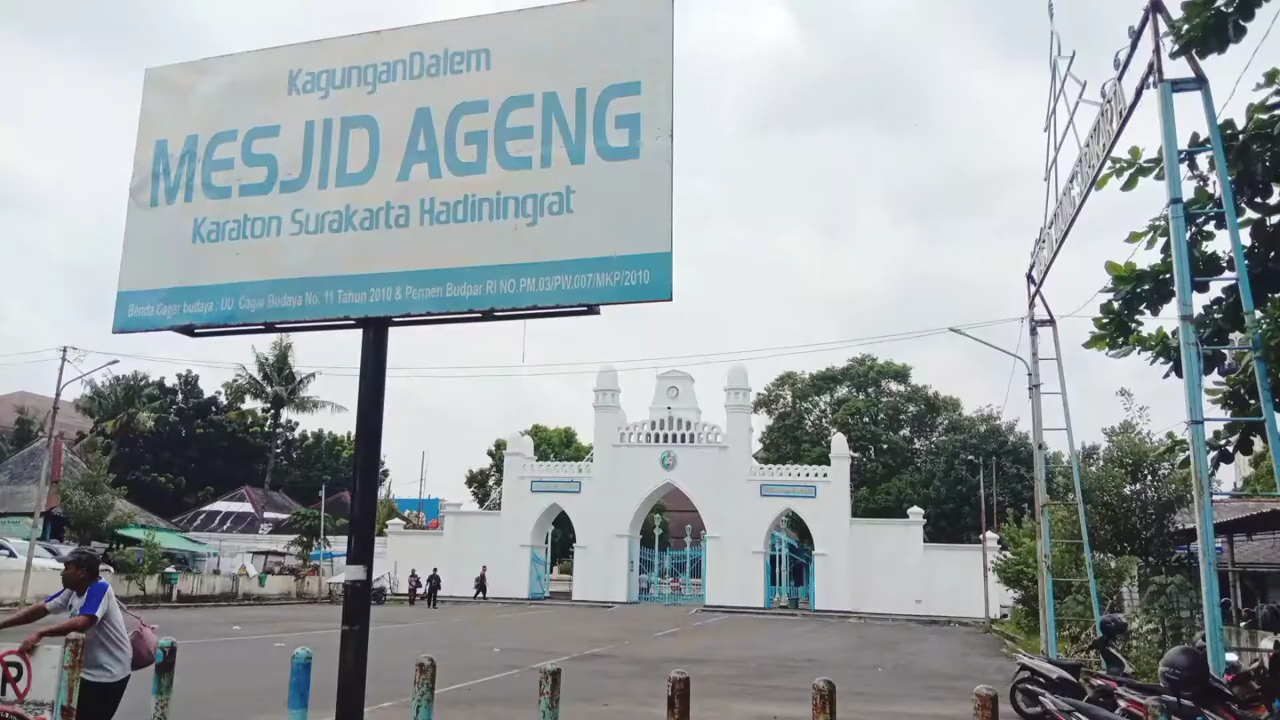 KagunganDalem
MESJID AGENG
Karaton Surakarta Hadiningrat
Benda Cagar budaya : UU Cagar Budaya No. 11 Tahun 2010 & Permen Budpar RI NO.PM.03/PW.007/MKP/2010
SURAKARTA